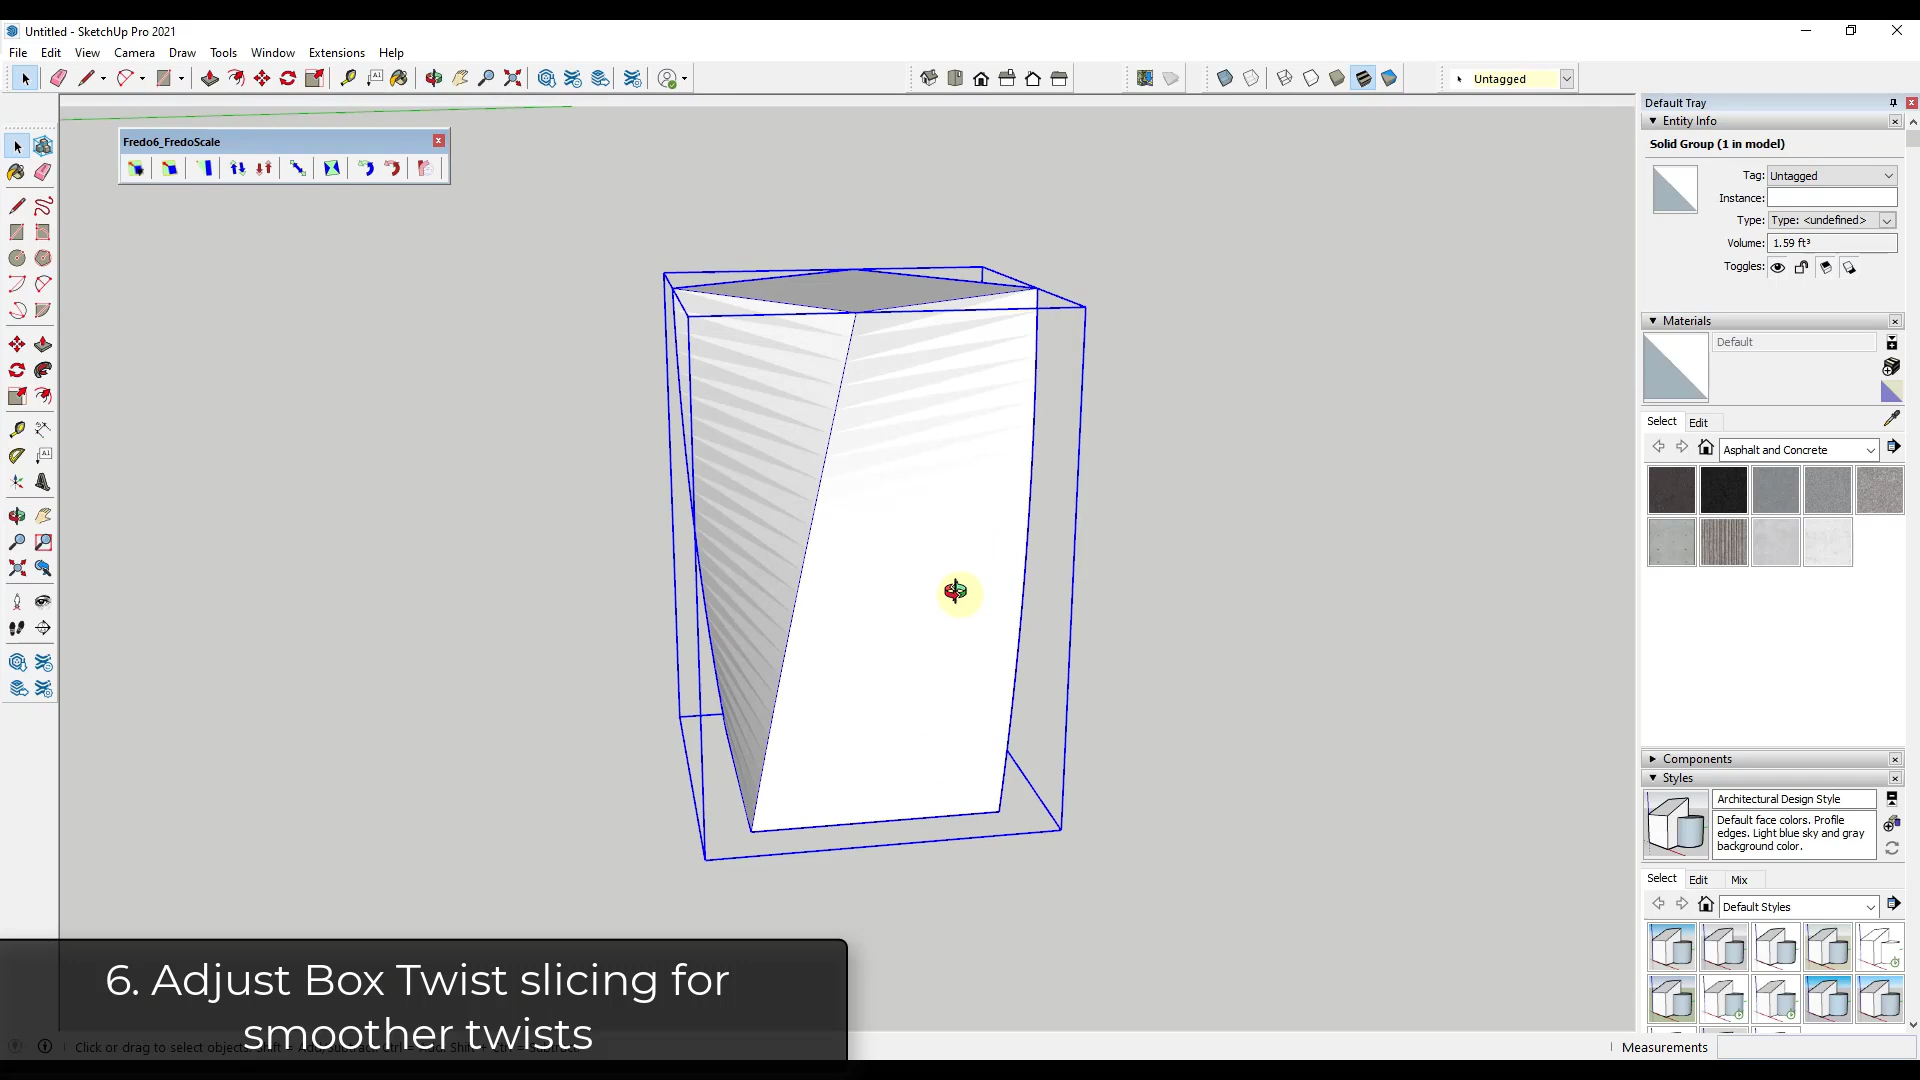 Untitled - SketchUp Pro 2021
File Edit View Camera Draw Tools Window Extensions Help
Untagged
Default Tray
Entity Info
Fredo6_FredoScale
Solid Group (1 in model)
Tag: Untagged
Instance:
Type: Type: <undefined>
Volume: 1.59 ft³
Toggles:
Materials
Default
Select Edit
Asphalt and Concrete
Components
Styles
Architectural Design Style
Default face colors. Profile
edges. Light blue sky and gray
background color.
Select Edit Mix
Default Styles
6. Adjust Box Twist slicing for
smoother twists
Click or drag to select objects.
Measurements